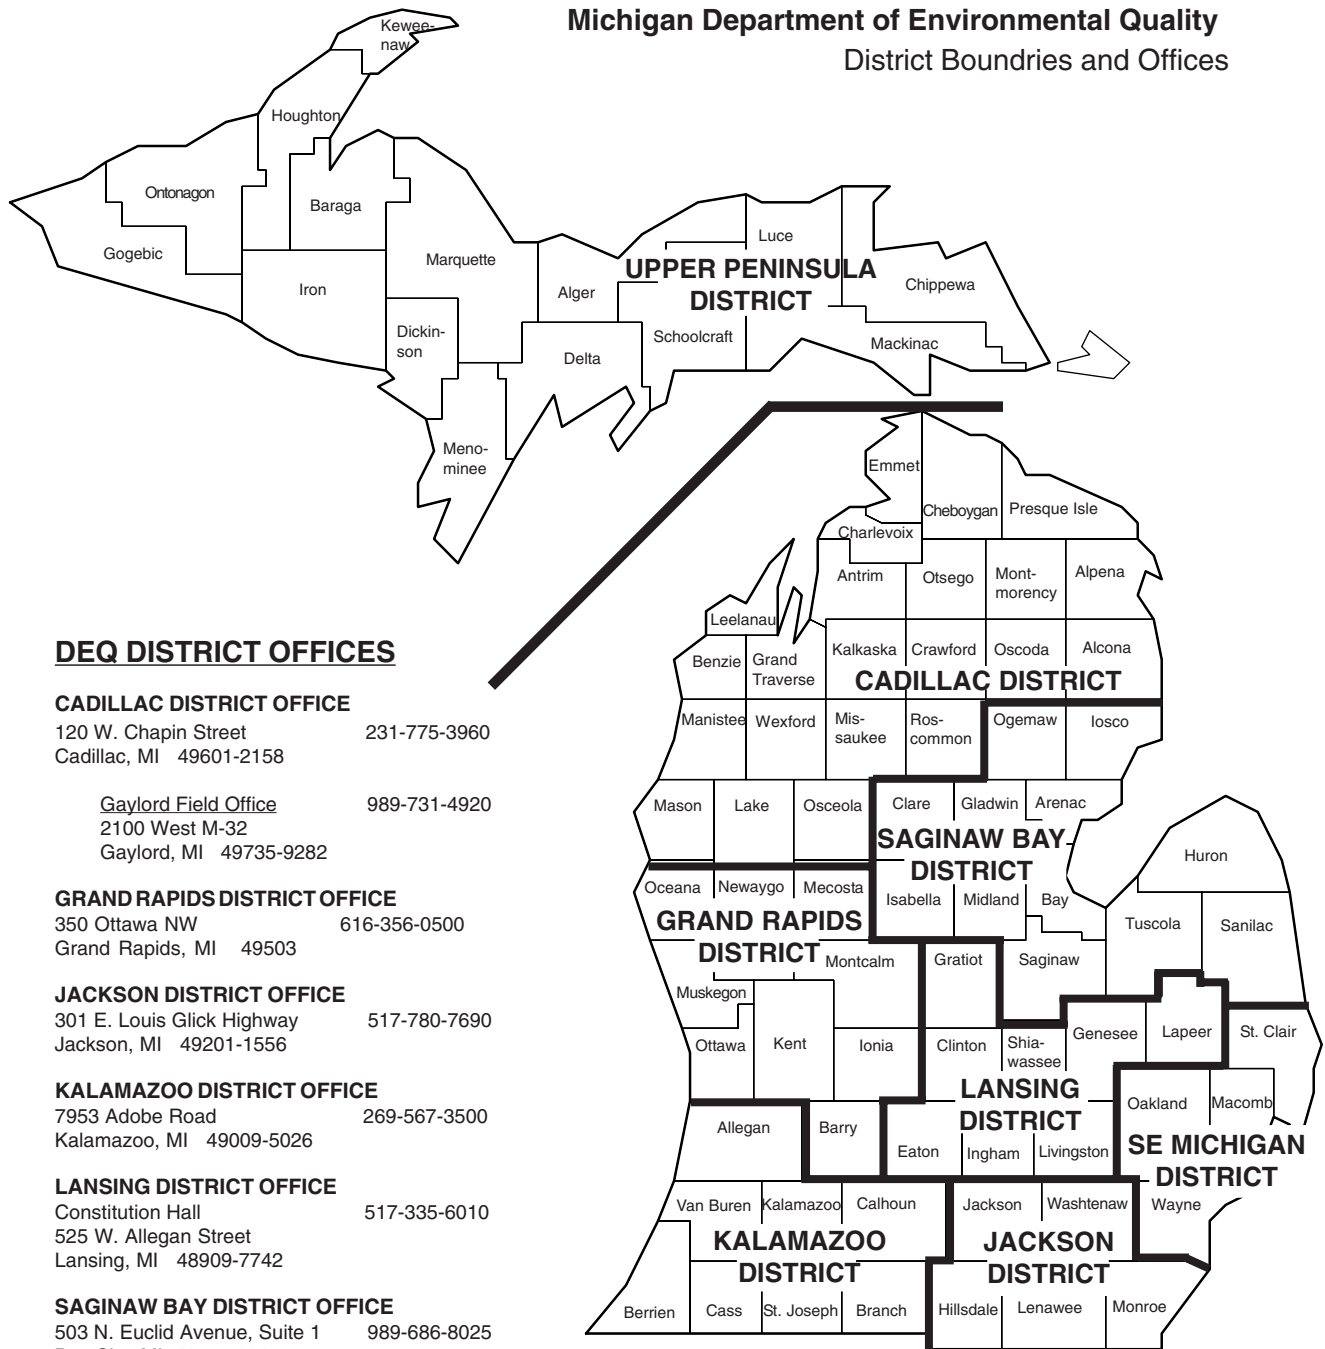 Michigan Department of Environmental Quality
District Boundries and Offices
Kewee-
naw
Houghton
Ontonagon
Baraga
Gogebic
Marquette
Iron
Luce
Alger
UPPER PENINSULA
DISTRICT
Chippewa
Dickin-
son
Schoolcraft
Mackinac
Delta
Meno-
minee
Emmet
Cheboygan
Presque Isle
Charlevoix
Antrim
Otsego
Mont-
morency
Alpena
Leelanau
Benzie
Grand
Traverse
Kalkaska
Crawford
Oscoda
Alcona
CADILLAC DISTRICT
Manistee
Wexford
Mis-
saukee
Ros-
common
Ogemaw
Iosco
Mason
Lake
Osceola
Clare
Gladwin
Arenac
SAGINAW BAY
DISTRICT
Huron
Oceana
Newaygo
Mecosta
Isabella
Midland
Bay
GRAND RAPIDS
DISTRICT
Tuscola
Sanilac
Montcalm
Gratiot
Saginaw
Muskegon
Ottawa
Kent
Ionia
Clinton
Shia-
wassee
Genesee
Lapeer
St. Clair
LANSING
DISTRICT
Oakland
Macomb
Allegan
Barry
Eaton
Ingham
Livingston
SE MICHIGAN
DISTRICT
Van Buren
Kalamazoo
Calhoun
Jackson
Washtenaw
Wayne
KALAMAZOO
DISTRICT
JACKSON
DISTRICT
Berrien
Cass
St. Joseph
Branch
Hillsdale
Lenawee
Monroe
DEQ DISTRICT OFFICES
CADILLAC DISTRICT OFFICE
120 W. Chapin Street 231-775-3960
Cadillac, MI 49601-2158
Gaylord Field Office 989-731-4920
2100 West M-32
Gaylord, MI 49735-9282
GRAND RAPIDS DISTRICT OFFICE
350 Ottawa NW 616-356-0500
Grand Rapids, MI 49503
JACKSON DISTRICT OFFICE
301 E. Louis Glick Highway 517-780-7690
Jackson, MI 49201-1556
KALAMAZOO DISTRICT OFFICE
7953 Adobe Road 269-567-3500
Kalamazoo, MI 49009-5026
LANSING DISTRICT OFFICE
Constitution Hall 517-335-6010
525 W. Allegan Street
Lansing, MI 48909-7742
SAGINAW BAY DISTRICT OFFICE
503 N. Euclid Avenue, Suite 1 989-686-8025